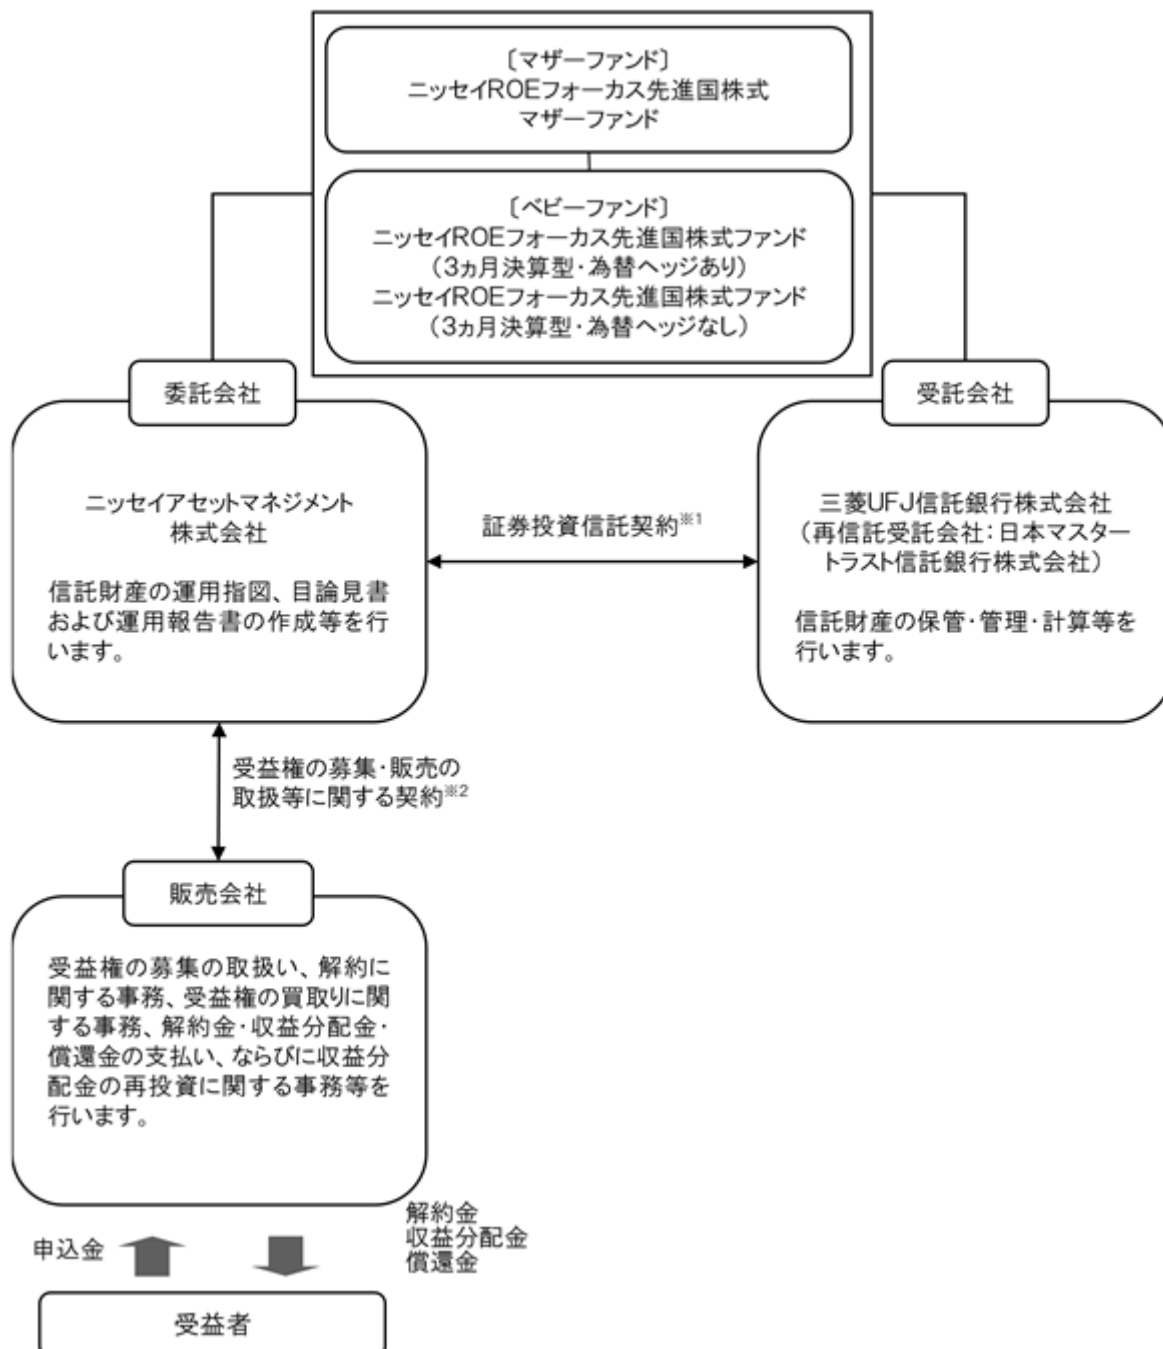 〔マザーファンド〕
ニッセイROEフォーカス先進国株式
マザーファンド
〔ベビーファンド〕
ニッセイROEフォーカス先進国株式ファンド
（3ヵ月決算型・為替ヘッジあり）
ニッセイROEフォーカス先進国株式ファンド
（3ヵ月決算型・為替ヘッジなし）
委託会社
ニッセイアセットマネジメント
株式会社
信託財産の運用指図、目論見書
および運用報告書の作成等を行
います。
証券投資信託契約※1
受託会社
三菱UFJ信託銀行株式会社
（再信託受託会社：日本マスター
トラスト信託銀行株式会社）
信託財産の保管・管理・計算等を
行います。
受益権の募集・販売の
取扱等に関する契約※2
販売会社
受益権の募集の取扱い、解約に
関する事務、受益権の買取りに関
する事務、解約金・収益分配金・
償還金の支払い、ならびに収益分
配金の再投資に関する事務等を
行います。
申込金
解約金
収益分配金
償還金
受益者